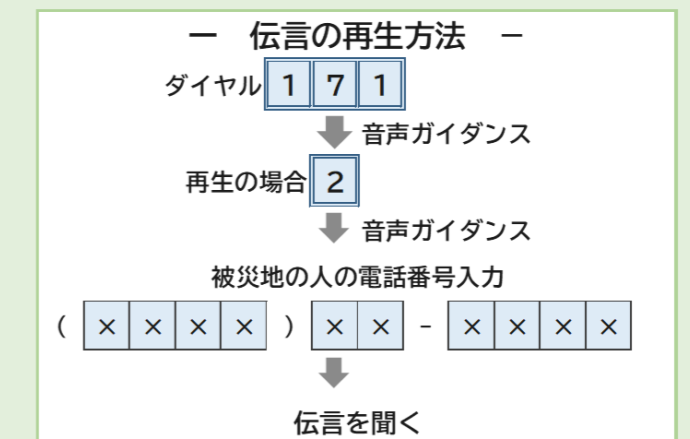 ー 伝言の再生方法 －
ダイヤル 1 7 1
音声ガイダンス
再生の場合 2
音声ガイダンス
被災地の人の電話番号入力
( × × × × ) × × - × × × ×
伝言を聞く